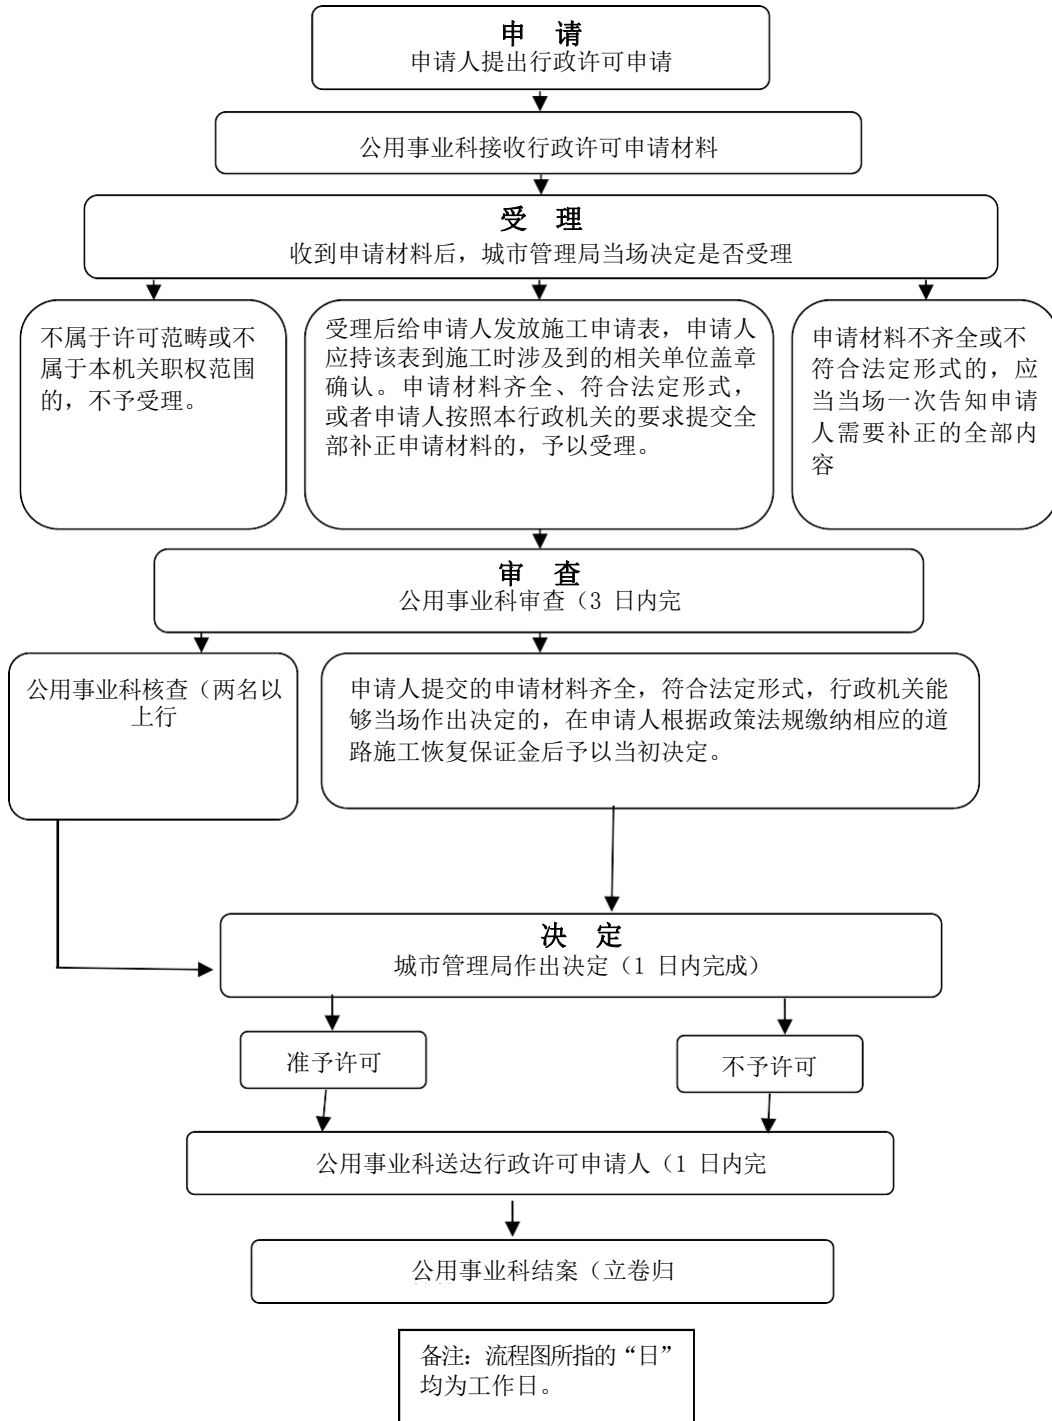 申 请
申请人提出行政许可申请
公用事业科接收行政许可申请材料
受 理
收到申请材料后，城市管理局当场决定是否受理
不属于许可范畴或不
属于本机关职权范围
的，不予受理。
受理后给申请人发放施工申请表，申请人
应持该表到施工时涉及到的相关单位盖章
确认。申请材料齐全、符合法定形式，
或者申请人按照本行政机关的要求提交全
部补正申请材料的，予以受理。
申请材料不齐全或不
符合法定形式的，应
当当场一次告知申请
人需要补正的全部内
容
审 查
公用事业科审查（3 日内完
公用事业科核查（两名以
上行
申请人提交的申请材料齐全，符合法定形式，行政机关能
够当场作出决定的，在申请人根据政策法规缴纳相应的道
路施工恢复保证金后予以当初决定。
决 定
城市管理局作出决定（1 日内完成）
准予许可
不予许可
公用事业科送达行政许可申请人（1 日内完
公用事业科结案（立卷归
备注：流程图所指的“日”
均为工作日。